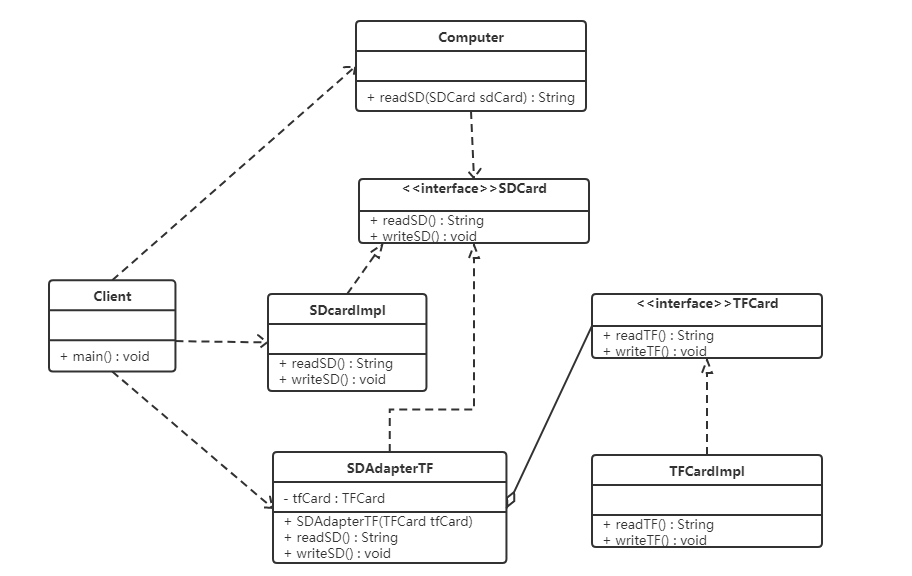 Computer
+ readSD(SDCard sdCard) : String
<<interface>>SDCard
+ readSD() : String
+ writeSD() : void
Client
+ main() : void
SDcardImpl
+ readSD() : String
+ writeSD() : void
<<interface>>TFCard
+ readTF() : String
+ writeTF() : void
SDAdapterTF
- tfCard : TFCard
+ SDAdapterTF(TFCard tfCard)
+ readSD() : String
+ writeSD() : void
TFCardImpl
+ readTF() : String
+ writeTF() : void